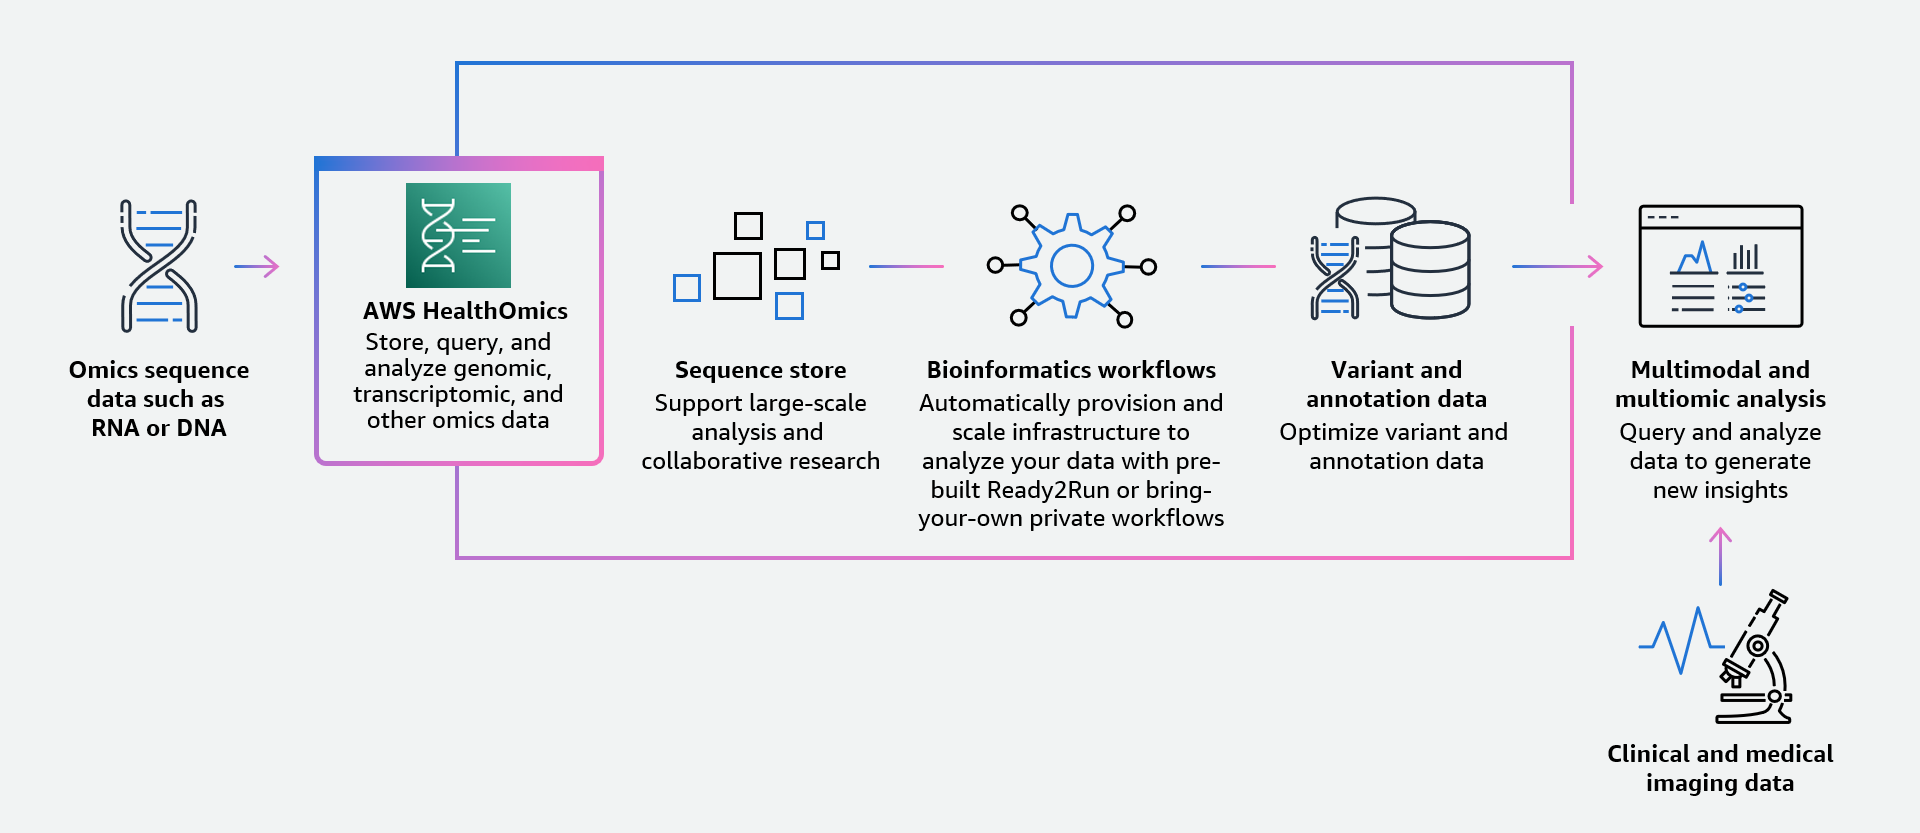 Omics sequence
data such as
RNA or DNA
AWS HealthOmics
Store, query, and
analyze genomic,
transcriptomic, and
other omics data
Sequence store
Support large-scale
analysis and
collaborative research
Bioinformatics workflows
Automatically provision and
scale infrastructure to
analyze your data with pre-
built Ready2Run or bring-
your-own private workflows
Variant and
annotation data
Optimize variant and
annotation data
Multimodal and
multiomic analysis
Query and analyze
data to generate
new insights
Clinical and medical
imaging data